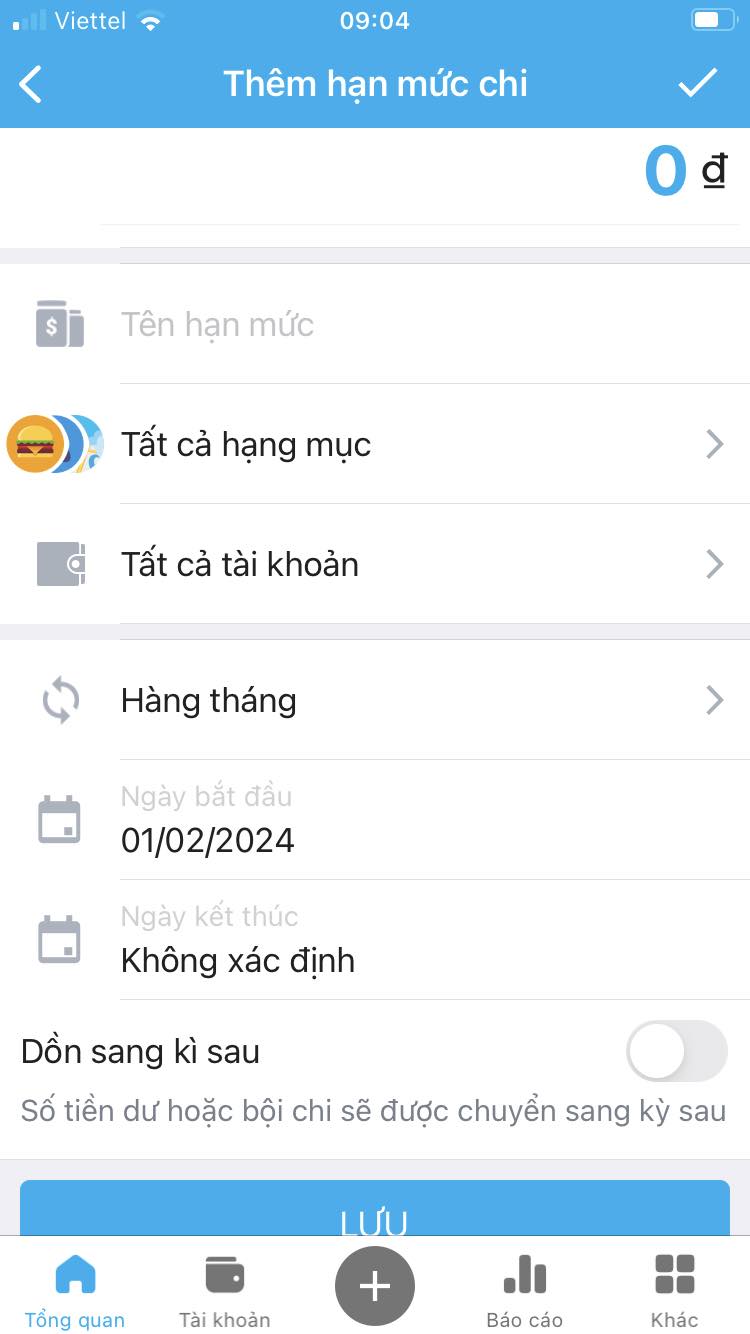 Viettel 09:04
Thêm hạn mức chi
0 đ
$
Tên hạn mức
Tất cả hạng mục
Tất cả tài khoản
Hàng tháng
Ngày bắt đầu
01/02/2024
Ngày kết thúc
Không xác định
Dồn sang kì sau
Số tiền dư hoặc bội chi sẽ được chuyển sang kỳ sau
LƯU
Tổng quan Tài khoản Báo cáo Khác